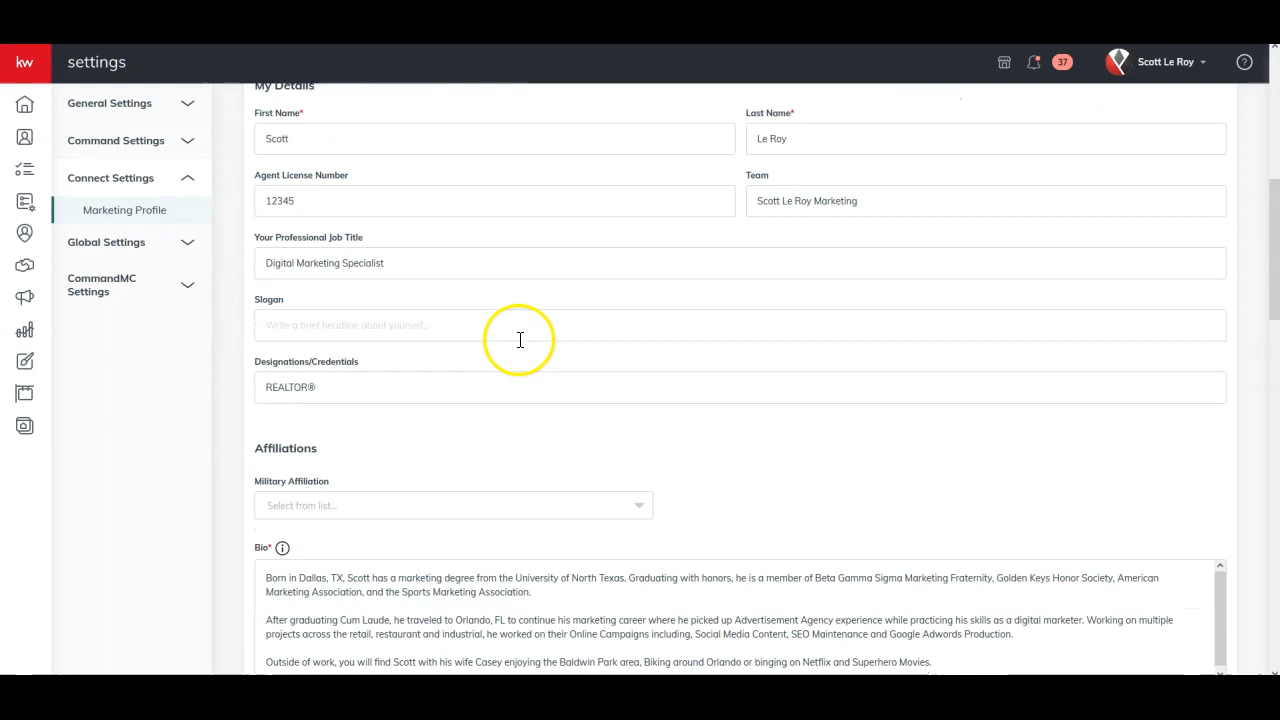 kw
settings
37
Scott Le Roy
General Settings
Command Settings
Connect Settings
Marketing Profile
Global Settings
CommandMC
Settings
My Details
First Name*
Last Name*
Scott
Le Roy
Agent License Number
Team
12345
Scott Le Roy Marketing
Your Professional Job Title
Digital Marketing Specialist
Slogan
Write a brief headline about yourself...
Designations/Credentials
REALTOR®
Affiliations
Military Affiliation
Select from list...
Bio*
Born in Dallas, TX, Scott has a marketing degree from the University of North Texas. Graduating with honors, he is a member of Beta Gamma Sigma Marketing Fraternity, Golden Keys Honor Society, American
Marketing Association, and the Sports Marketing Association.
After graduating Cum Laude, he traveled to Orlando, FL to continue his marketing career where he picked up Advertisement Agency experience while practicing his skills as a digital marketer. Working on multiple
projects across the retail, restaurant and industrial, he worked on their Online Campaigns including, Social Media Content, SEO Maintenance and Google Adwords Production.
Outside of work, you will find Scott with his wife Casey enjoying the Baldwin Park area, Biking around Orlando or binging on Netflix and Superhero Movies.